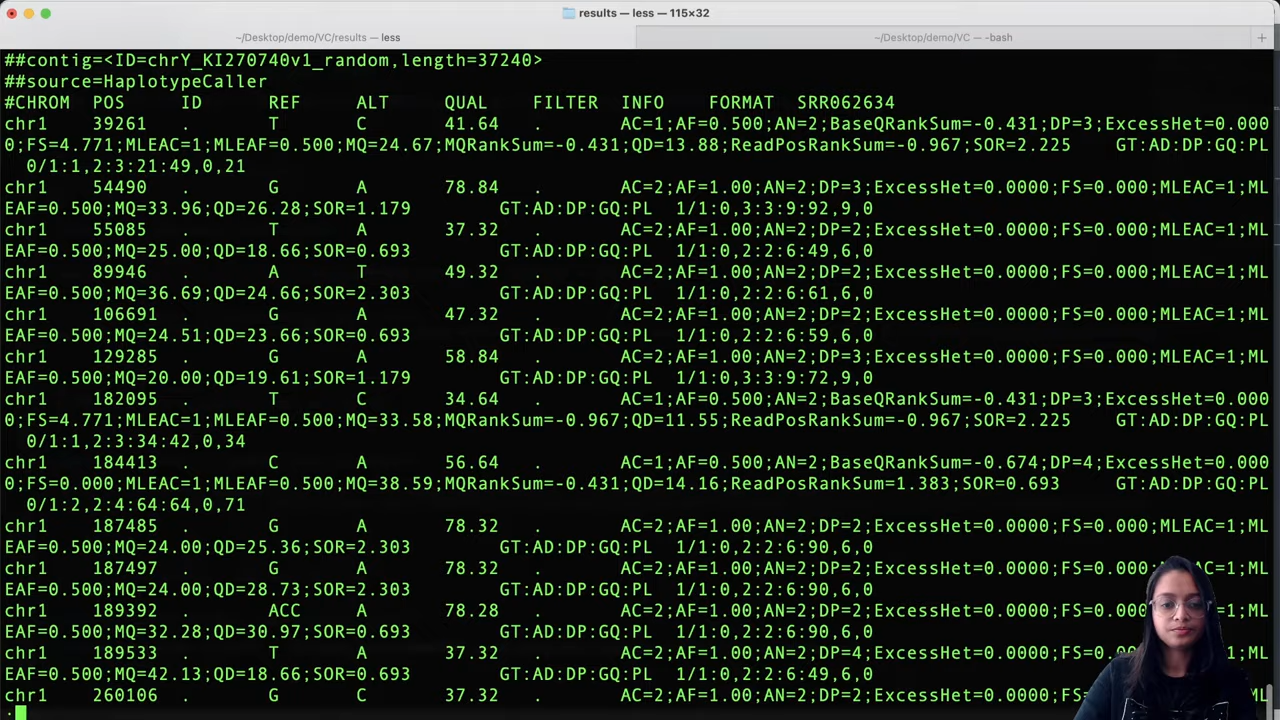 results — less — 115×32
~/Desktop/demo/VC/results — less
~/Desktop/demo/VC — -bash
+
##contig=<ID=chrY_KI270740v1_random,length=37240>
##source=HaplotypeCaller
#CHROM POS ID REF ALT QUAL FILTER INFO FORMAT SRR062634
chr1 39261 . T C 41.64 . AC=1;AF=0.500;AN=2;BaseQRankSum=-0.431;DP=3;ExcessHet=0.000
0;FS=4.771;MLEAC=1;MLEAF=0.500;MQ=24.67;MQRankSum=-0.431;QD=13.88;ReadPosRankSum=-0.967;SOR=2.225 GT:AD:DP:GQ:PL
0/1:1,2:3:21:49,0,21
chr1 54490 . G A 78.84 . AC=2;AF=1.00;AN=2;DP=3;ExcessHet=0.0000;FS=0.000;MLEAC=1;ML
EAF=0.500;MQ=33.96;QD=26.28;SOR=1.179 GT:AD:DP:GQ:PL 1/1:0,3:3:9:92,9,0
chr1 55085 . T A 37.32 . AC=2;AF=1.00;AN=2;DP=2;ExcessHet=0.0000;FS=0.000;MLEAC=1;ML
EAF=0.500;MQ=25.00;QD=18.66;SOR=0.693 GT:AD:DP:GQ:PL 1/1:0,2:2:6:49,6,0
chr1 89946 . A T 49.32 . AC=2;AF=1.00;AN=2;DP=2;ExcessHet=0.0000;FS=0.000;MLEAC=1;ML
EAF=0.500;MQ=36.69;QD=24.66;SOR=2.303 GT:AD:DP:GQ:PL 1/1:0,2:2:6:61,6,0
chr1 106691 . G A 47.32 . AC=2;AF=1.00;AN=2;DP=2;ExcessHet=0.0000;FS=0.000;MLEAC=1;ML
EAF=0.500;MQ=24.51;QD=23.66;SOR=0.693 GT:AD:DP:GQ:PL 1/1:0,2:2:6:59,6,0
chr1 129285 . G A 58.84 . AC=2;AF=1.00;AN=2;DP=3;ExcessHet=0.0000;FS=0.000;MLEAC=1;ML
EAF=0.500;MQ=20.00;QD=19.61;SOR=1.179 GT:AD:DP:GQ:PL 1/1:0,3:3:9:72,9,0
chr1 182095 . T C 34.64 . AC=1;AF=0.500;AN=2;BaseQRankSum=-0.431;DP=3;ExcessHet=0.000
0;FS=4.771;MLEAC=1;MLEAF=0.500;MQ=33.58;MQRankSum=-0.967;QD=11.55;ReadPosRankSum=-0.967;SOR=2.225 GT:AD:DP:GQ:PL
0/1:1,2:3:34:42,0,34
chr1 184413 . C A 56.64 . AC=1;AF=0.500;AN=2;BaseQRankSum=-0.674;DP=4;ExcessHet=0.000
0;FS=0.000;MLEAC=1;MLEAF=0.500;MQ=38.59;MQRankSum=-0.431;QD=14.16;ReadPosRankSum=1.383;SOR=0.693 GT:AD:DP:GQ:PL
0/1:2,2:4:64:64,0,71
chr1 187485 . G A 78.32 . AC=2;AF=1.00;AN=2;DP=2;ExcessHet=0.0000;FS=0.000;MLEAC=1;ML
EAF=0.500;MQ=24.00;QD=25.36;SOR=2.303 GT:AD:DP:GQ:PL 1/1:0,2:2:6:90,6,0
chr1 187497 . G A 78.32 . AC=2;AF=1.00;AN=2;DP=2;ExcessHet=0.0000;FS=0.000;MLEAC=1;ML
EAF=0.500;MQ=24.00;QD=28.73;SOR=2.303 GT:AD:DP:GQ:PL 1/1:0,2:2:6:90,6,0
chr1 189392 . ACC A 78.28 . AC=2;AF=1.00;AN=2;DP=2;ExcessHet=0.0000;FS=0.0 =1;ML
EAF=0.500;MQ=32.28;QD=30.97;SOR=0.693 GT:AD:DP:GQ:PL 1/1:0,2:2:6:90,6,0
chr1 189533 . T A 37.32 . AC=2;AF=1.00;AN=2;DP=4;ExcessHet=0.0000;FS=0.0 =1;ML
EAF=0.500;MQ=42.13;QD=18.66;SOR=0.693 GT:AD:DP:GQ:PL 1/1:0,2:2:6:49,6,0
chr1 260106 . G C 37.32 . AC=2;AF=1.00;AN=2;DP=2;ExcessHet=0.0000;FS ;ML
: